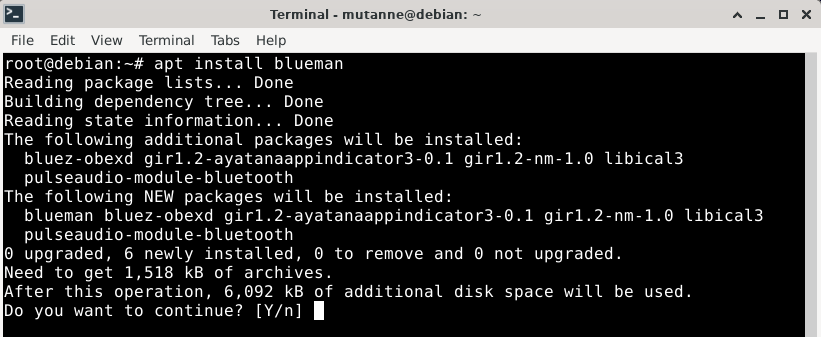 Terminal - mutanne@debian: ~
File Edit View Terminal Tabs Help
root@debian:~# apt install blueman
Reading package lists... Done
Building dependency tree... Done
Reading state information... Done
The following additional packages will be installed:
  bluez-obexd gir1.2-ayatanaappindicator3-0.1 gir1.2-nm-1.0 libical3
  pulseaudio-module-bluetooth
The following NEW packages will be installed:
  blueman bluez-obexd gir1.2-ayatanaappindicator3-0.1 gir1.2-nm-1.0 libical3
  pulseaudio-module-bluetooth
0 upgraded, 6 newly installed, 0 to remove and 0 not upgraded.
Need to get 1,518 kB of archives.
After this operation, 6,092 kB of additional disk space will be used.
Do you want to continue? [Y/n]